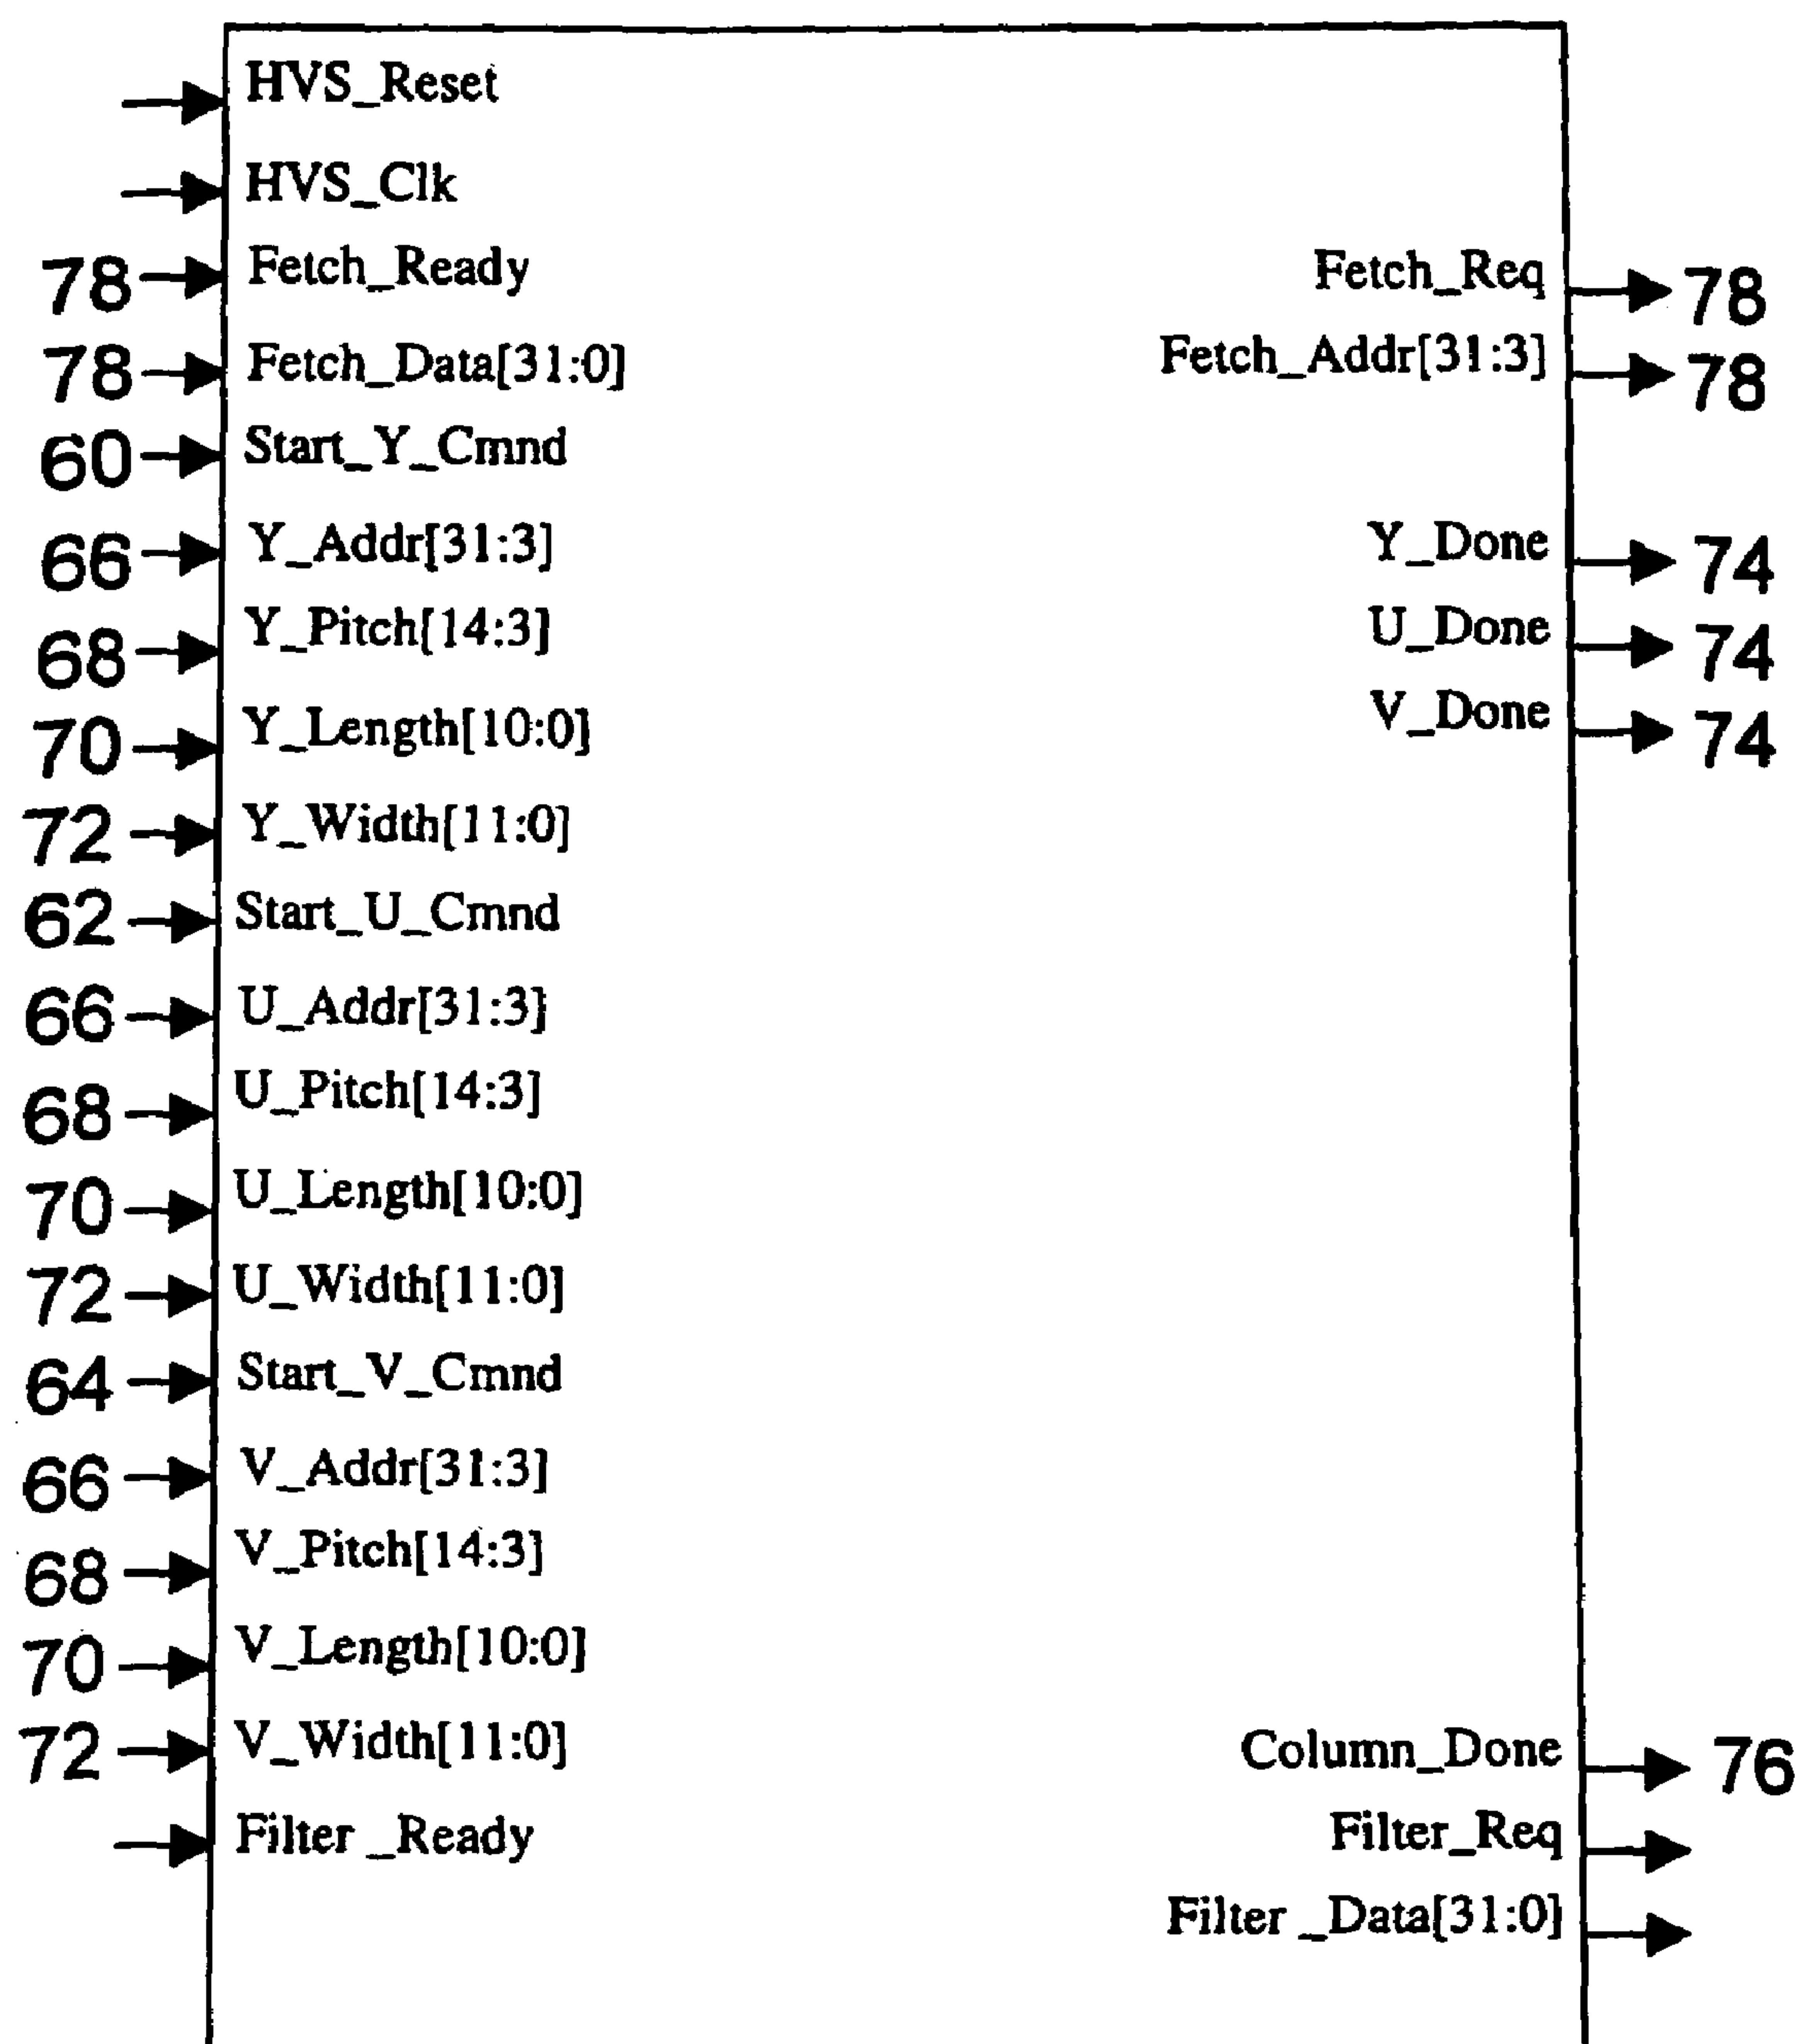 HVS_Reset
HVS_Clk
78 Fetch_Ready
78 Fetch_Data[31:0]
60 Start_Y_Cmnd
66 Y_Addr[31:3]
68 Y_Pitch[14:3]
70 Y_Length[10:0]
72 Y_Width[11:0]
62 Start_U_Cmnd
66 U_Addr[31:3]
68 U_Pitch[14:3]
70 U_Length[10:0]
72 U_Width[11:0]
64 Start_V_Cmnd
66 V_Addr[31:3]
68 V_Pitch[14:3]
70 V_Length[10:0]
72 V_Width[11:0]
Filter _Ready
Fetch_Req 78
Fetch_Addr[31:3] 78
Y_Done 74
U_Done 74
V_Done 74
Column_Done 76
Filter_Req
Filter _Data[31:0]